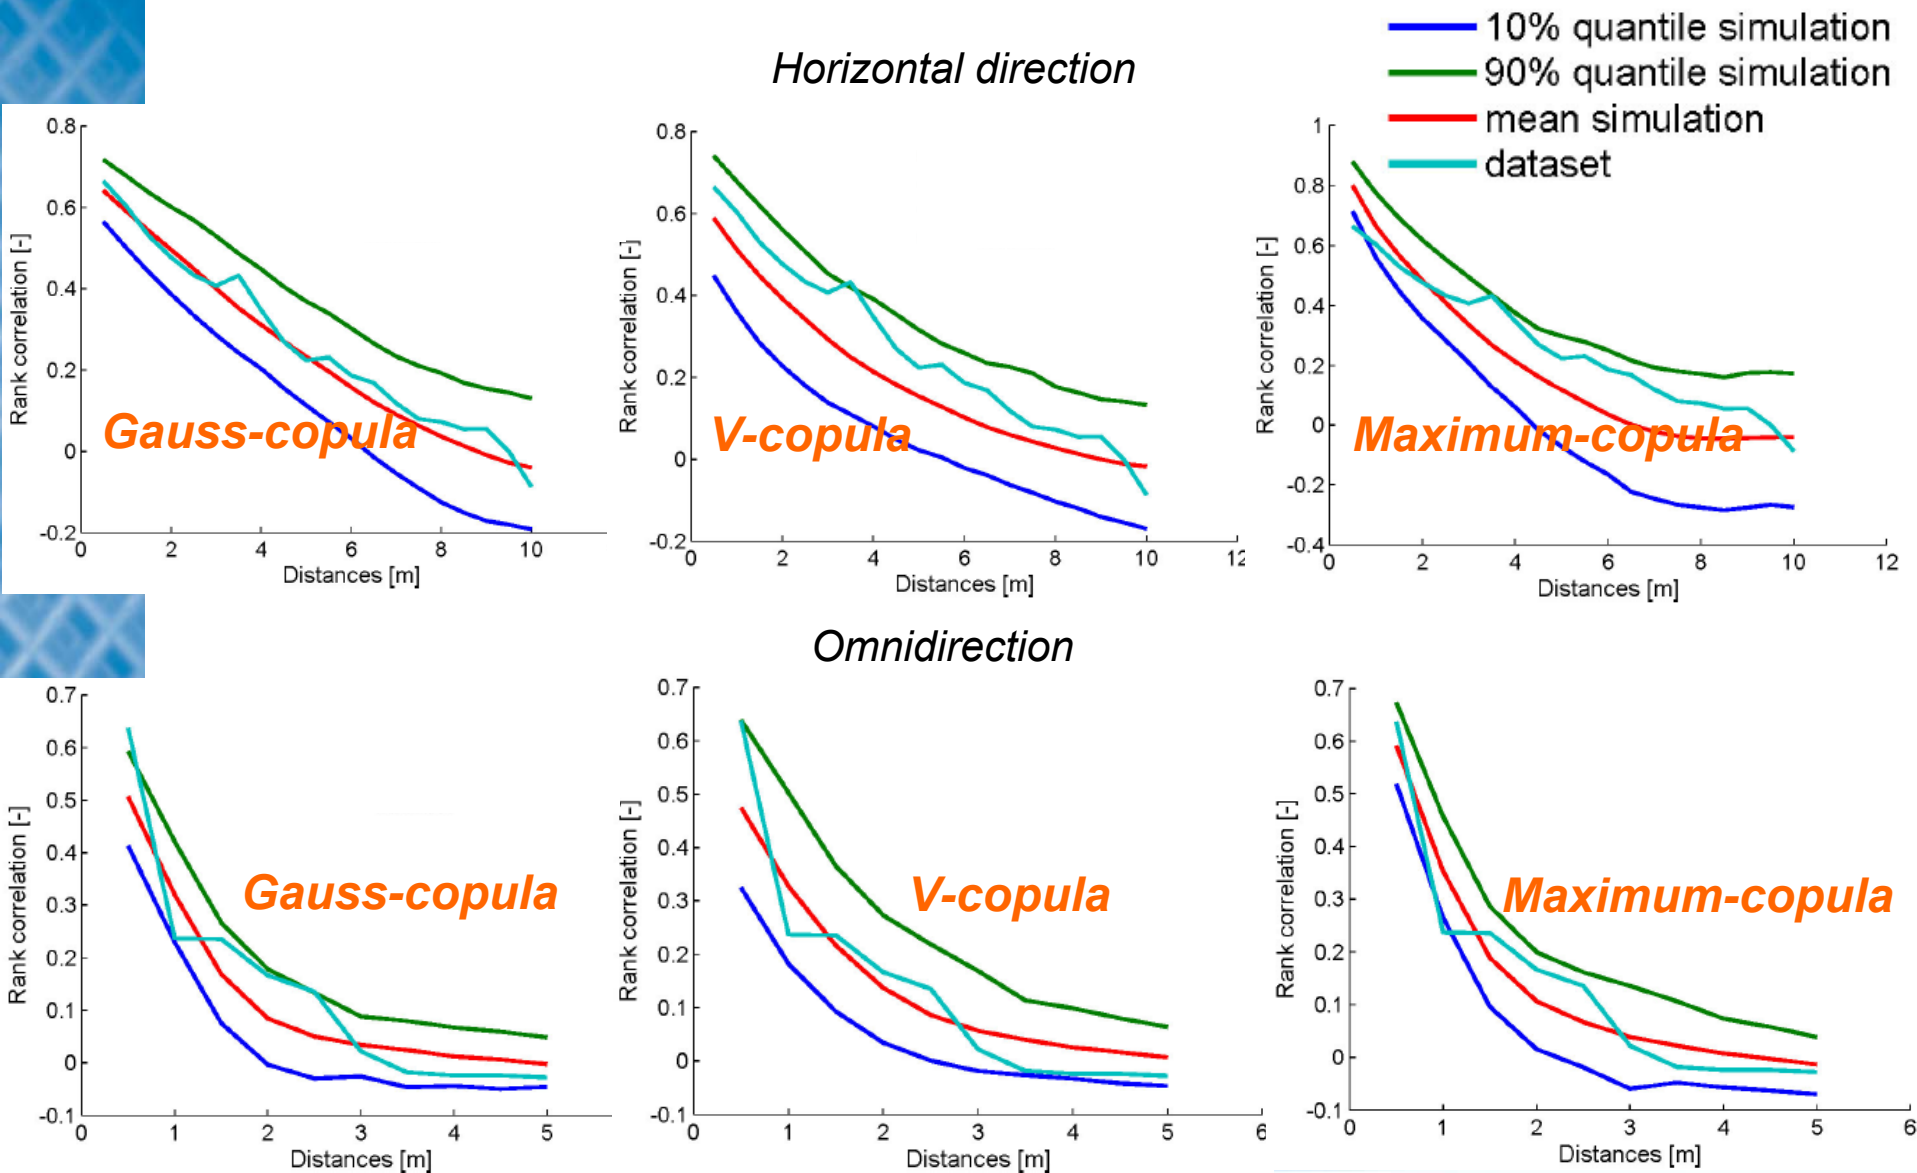 10% quantile simulation
90% quantile simulation
mean simulation
dataset
Horizontal direction
0.8
0.6
0.4
0.2
0
-0.2
0 2 4 6 8 10
Rank correlation [-]
Distances [m]
Gauss-copula
0.8
0.6
0.4
0.2
0
-0.2
0 2 4 6 8 10 12
Rank correlation [-]
Distances [m]
V-copula
1
0.8
0.6
0.4
0.2
0
-0.2
-0.4
0 2 4 6 8 10 12
Rank correlation [-]
Distances [m]
Maximum-copula
Omnidirection
0.7
0.6
0.5
0.4
0.3
0.2
0.1
0
-0.1
0 1 2 3 4 5
Rank correlation [-]
Distances [m]
Gauss-copula
0.7
0.6
0.5
0.4
0.3
0.2
0.1
0
-0.1
0 1 2 3 4 5 6
Rank correlation [-]
Distances [m]
V-copula
0.7
0.6
0.5
0.4
0.3
0.2
0.1
0
-0.1
0 1 2 3 4 5 6
Rank correlation [-]
Distances [m]
Maximum-copula